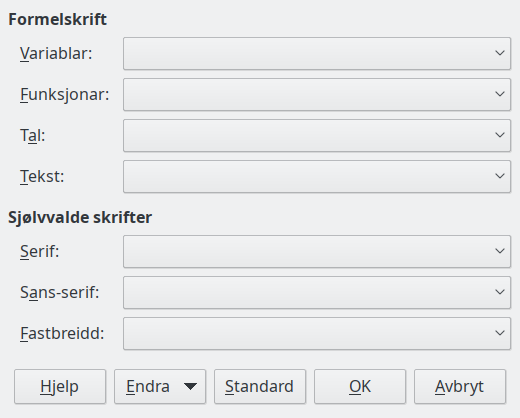 Formelskrift
Variablar:
Funksjonar:
Tal:
Tekst:
Sjølvvalde skrifter
Serif:
Sans-serif:
Fastbreidd:
Hjelp Endra Standard OK Avbryt